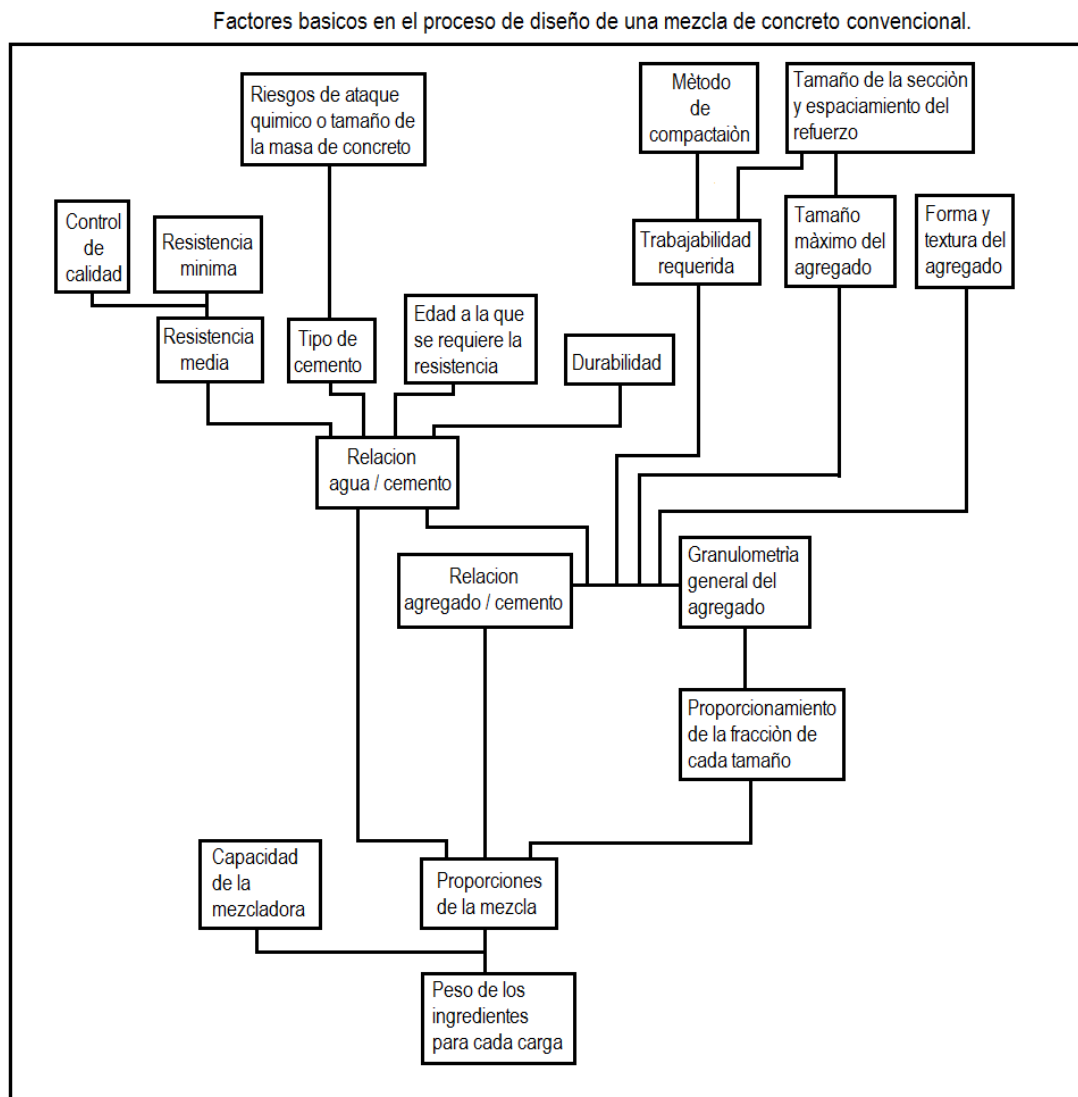 Factores basicos en el proceso de diseño de una mezcla de concreto convencional.
Riesgos de ataque
quimico o tamaño de
la masa de concreto
Mètodo
de
compactaiòn
Tamaño de la secciòn
y espaciamiento del
refuerzo
Control
de
calidad
Resistencia
minima
Trabajabilidad
requerida
Tamaño
màximo del
agregado
Forma y
textura del
agregado
Resistencia
media
Tipo de
cemento
Edad a la que
se requiere la
resistencia
Durabilidad
Relacion
agua / cemento
Relacion
agregado / cemento
Granulometrìa
general del
agregado
Proporcionamiento
de la fracciòn de
cada tamaño
Capacidad
de la
mezcladora
Proporciones
de la mezcla
Peso de los
ingredientes
para cada carga